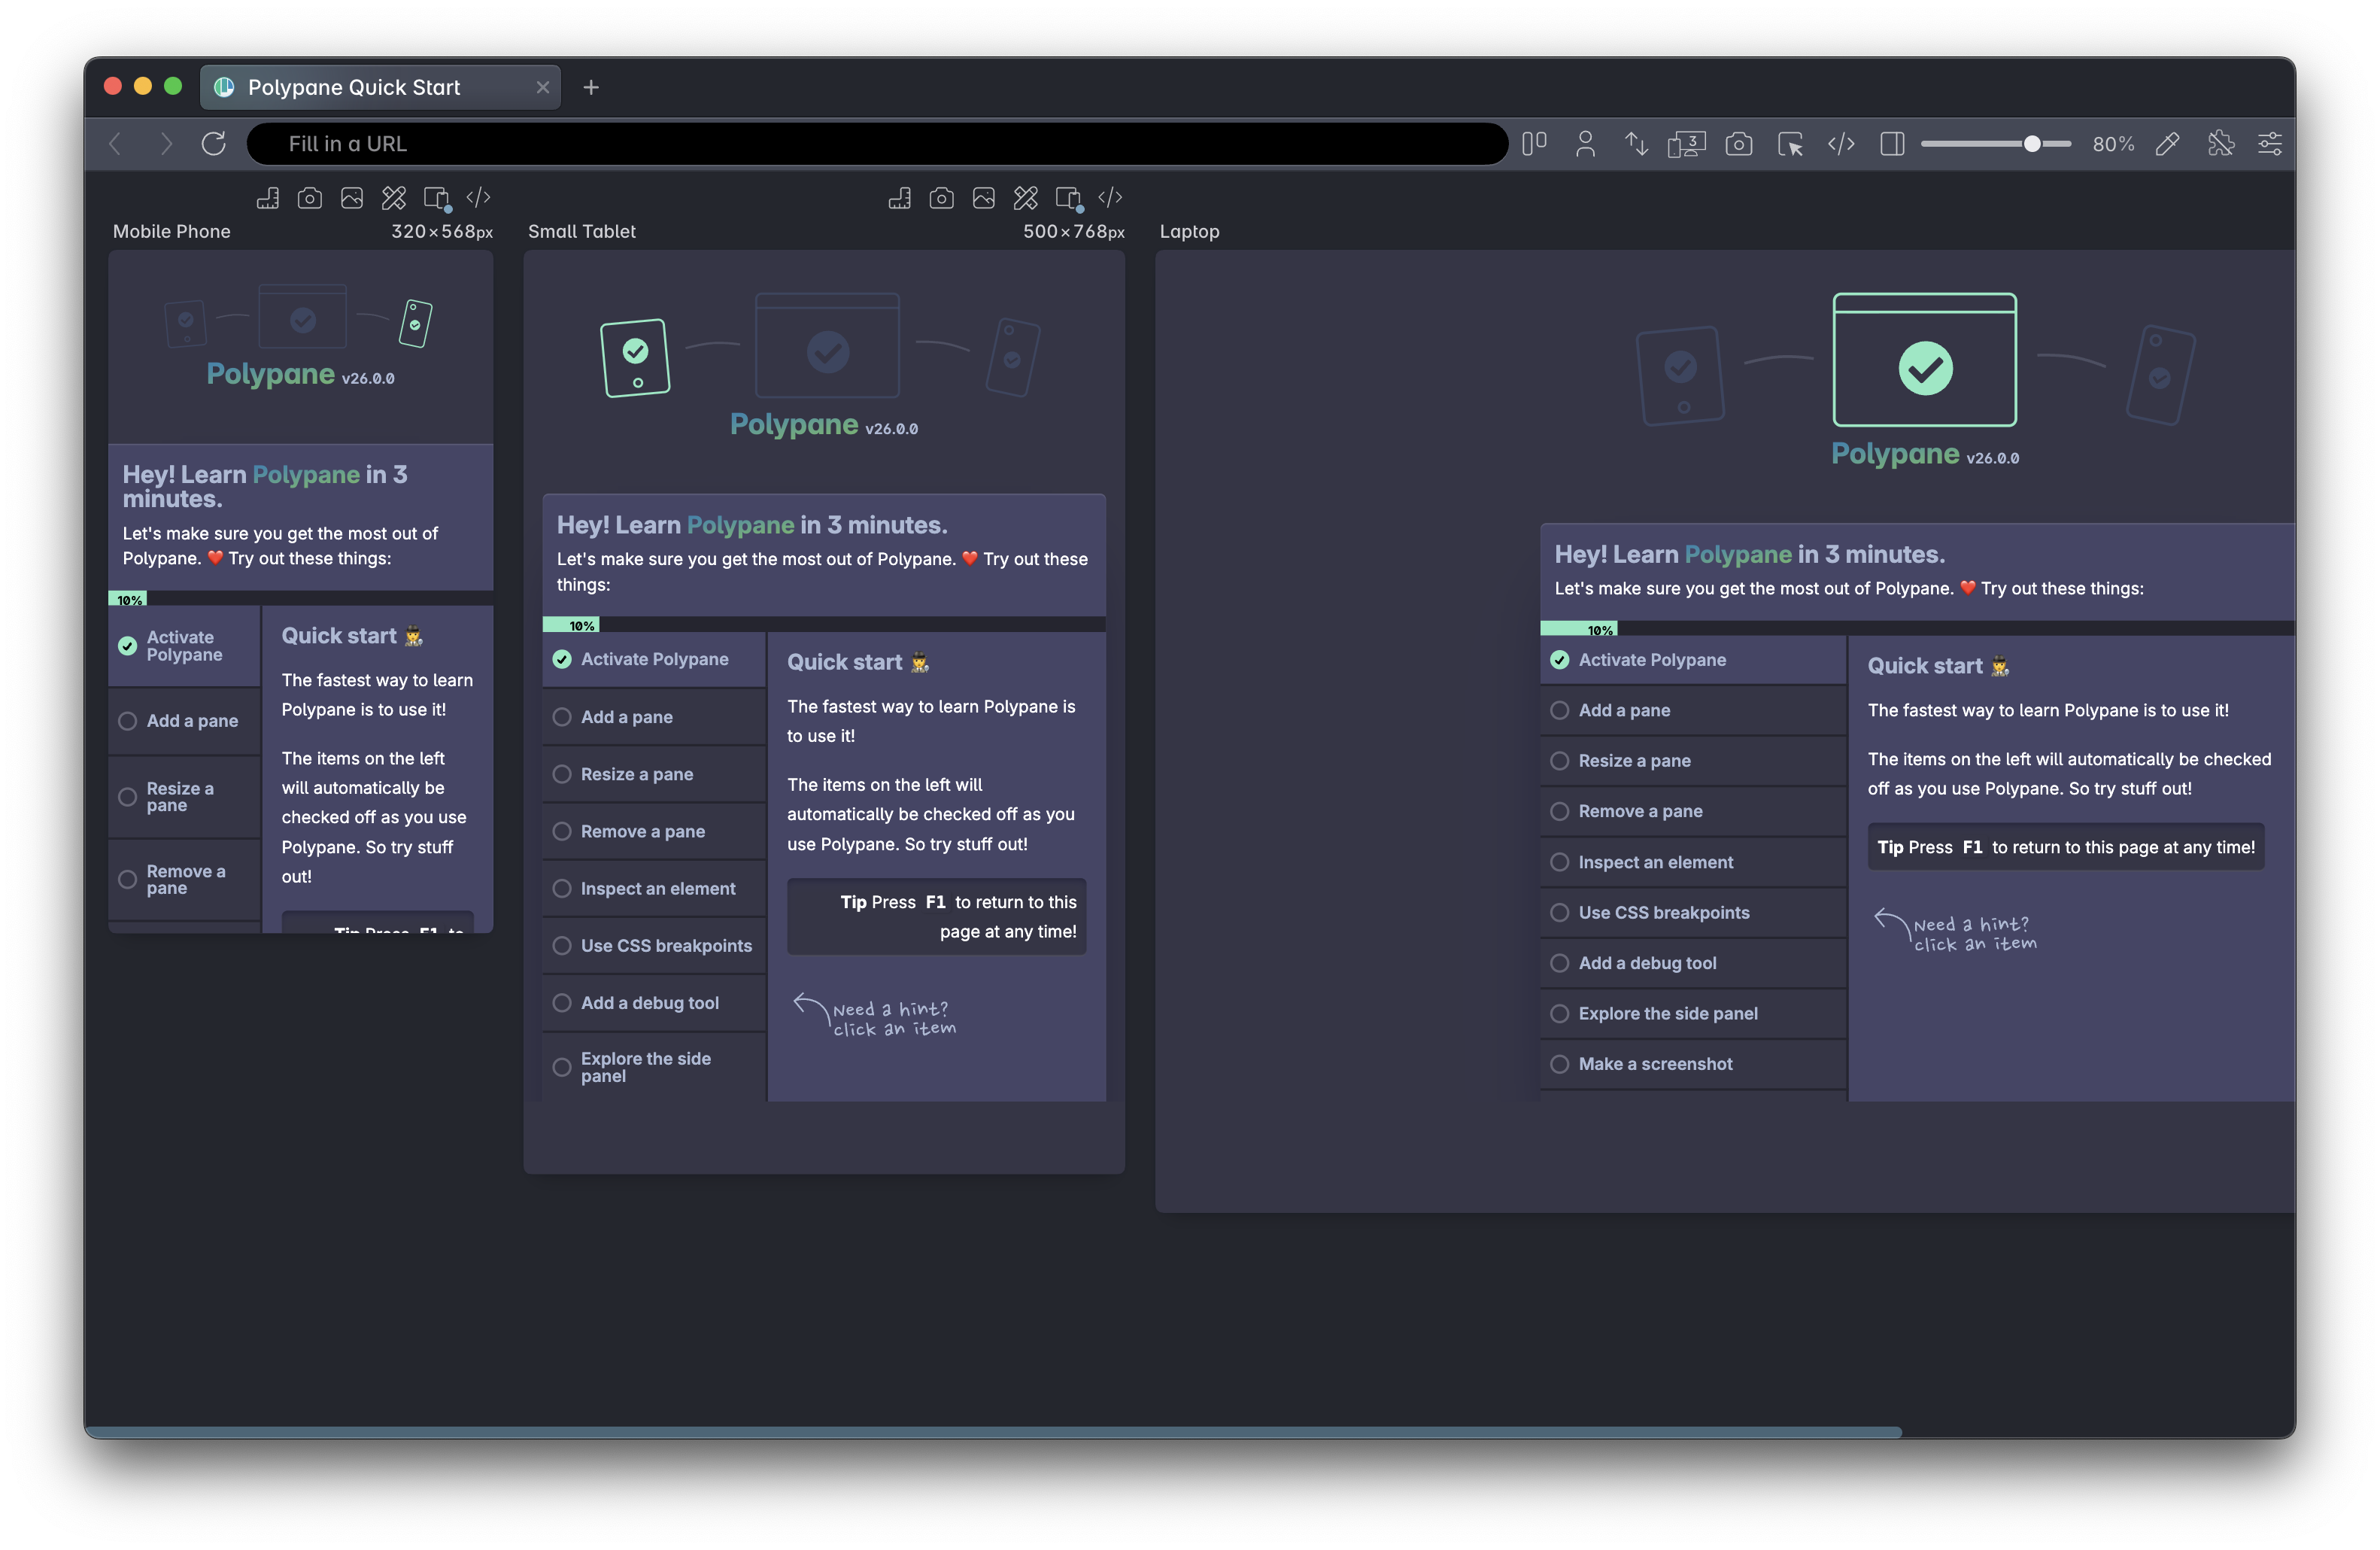 Polypane Quick Start
Fill in a URL
3
80%
Mobile Phone
320×568px
Polypane v26.0.0
Hey! Learn Polypane in 3
minutes.
Let's make sure you get the most out of
Polypane. ❤️ Try out these things:
10%
Activate
Polypane
Add a pane
Resize a
pane
Remove a
pane
Quick start 🕵️
The fastest way to learn
Polypane is to use it!
The items on the left
will automatically be
checked off as you use
Polypane. So try stuff
out!
Tip Press F1 to
Small Tablet
500×768px
Polypane v26.0.0
Hey! Learn Polypane in 3 minutes.
Let's make sure you get the most out of Polypane. ❤️ Try out these
things:
10%
Activate Polypane
Add a pane
Resize a pane
Remove a pane
Inspect an element
Use CSS breakpoints
Add a debug tool
Explore the side
panel
Quick start 🕵️
The fastest way to learn Polypane is
to use it!
The items on the left will
automatically be checked off as you
use Polypane. So try stuff out!
Tip Press F1 to return to this
page at any time!
Need a hint?
click an item
Laptop
Polypane v26.0.0
Hey! Learn Polypane in 3 minutes.
Let's make sure you get the most out of Polypane. ❤️ Try out these things:
10%
Activate Polypane
Add a pane
Resize a pane
Remove a pane
Inspect an element
Use CSS breakpoints
Add a debug tool
Explore the side panel
Make a screenshot
Quick start 🕵️
The fastest way to learn Polypane is to use it!
The items on the left will automatically be checked
off as you use Polypane. So try stuff out!
Tip Press F1 to return to this page at any time!
Need a hint?
click an item